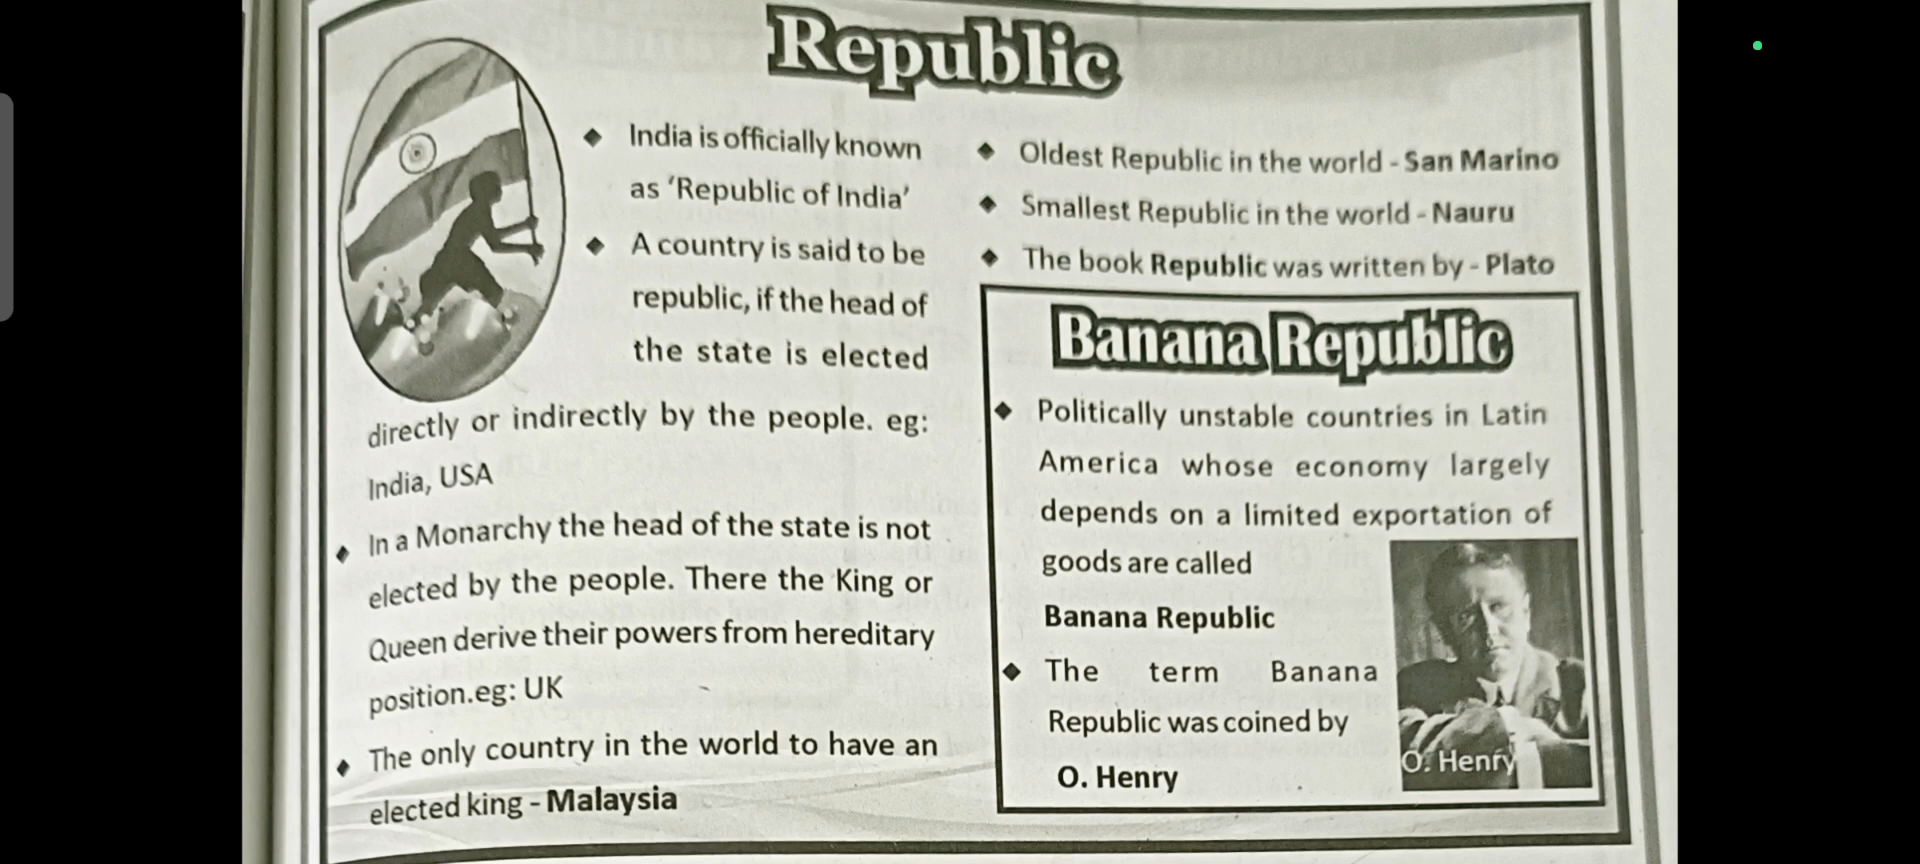 Republic
India is officially known
as ‘Republic of India’
A country is said to be
republic, if the head of
the state is elected
directly or indirectly by the people. eg:
India, USA
In a Monarchy the head of the state is not
elected by the people. There the King or
Queen derive their powers from hereditary
position.eg: UK
The only country in the world to have an
elected king - Malaysia
Oldest Republic in the world - San Marino
Smallest Republic in the world - Nauru
The book Republic was written by - Plato
Banana Republic
Politically unstable countries in Latin
America whose economy largely
depends on a limited exportation of
goods are called
Banana Republic
The term Banana
Republic was coined by
O. Henry
O. Henry